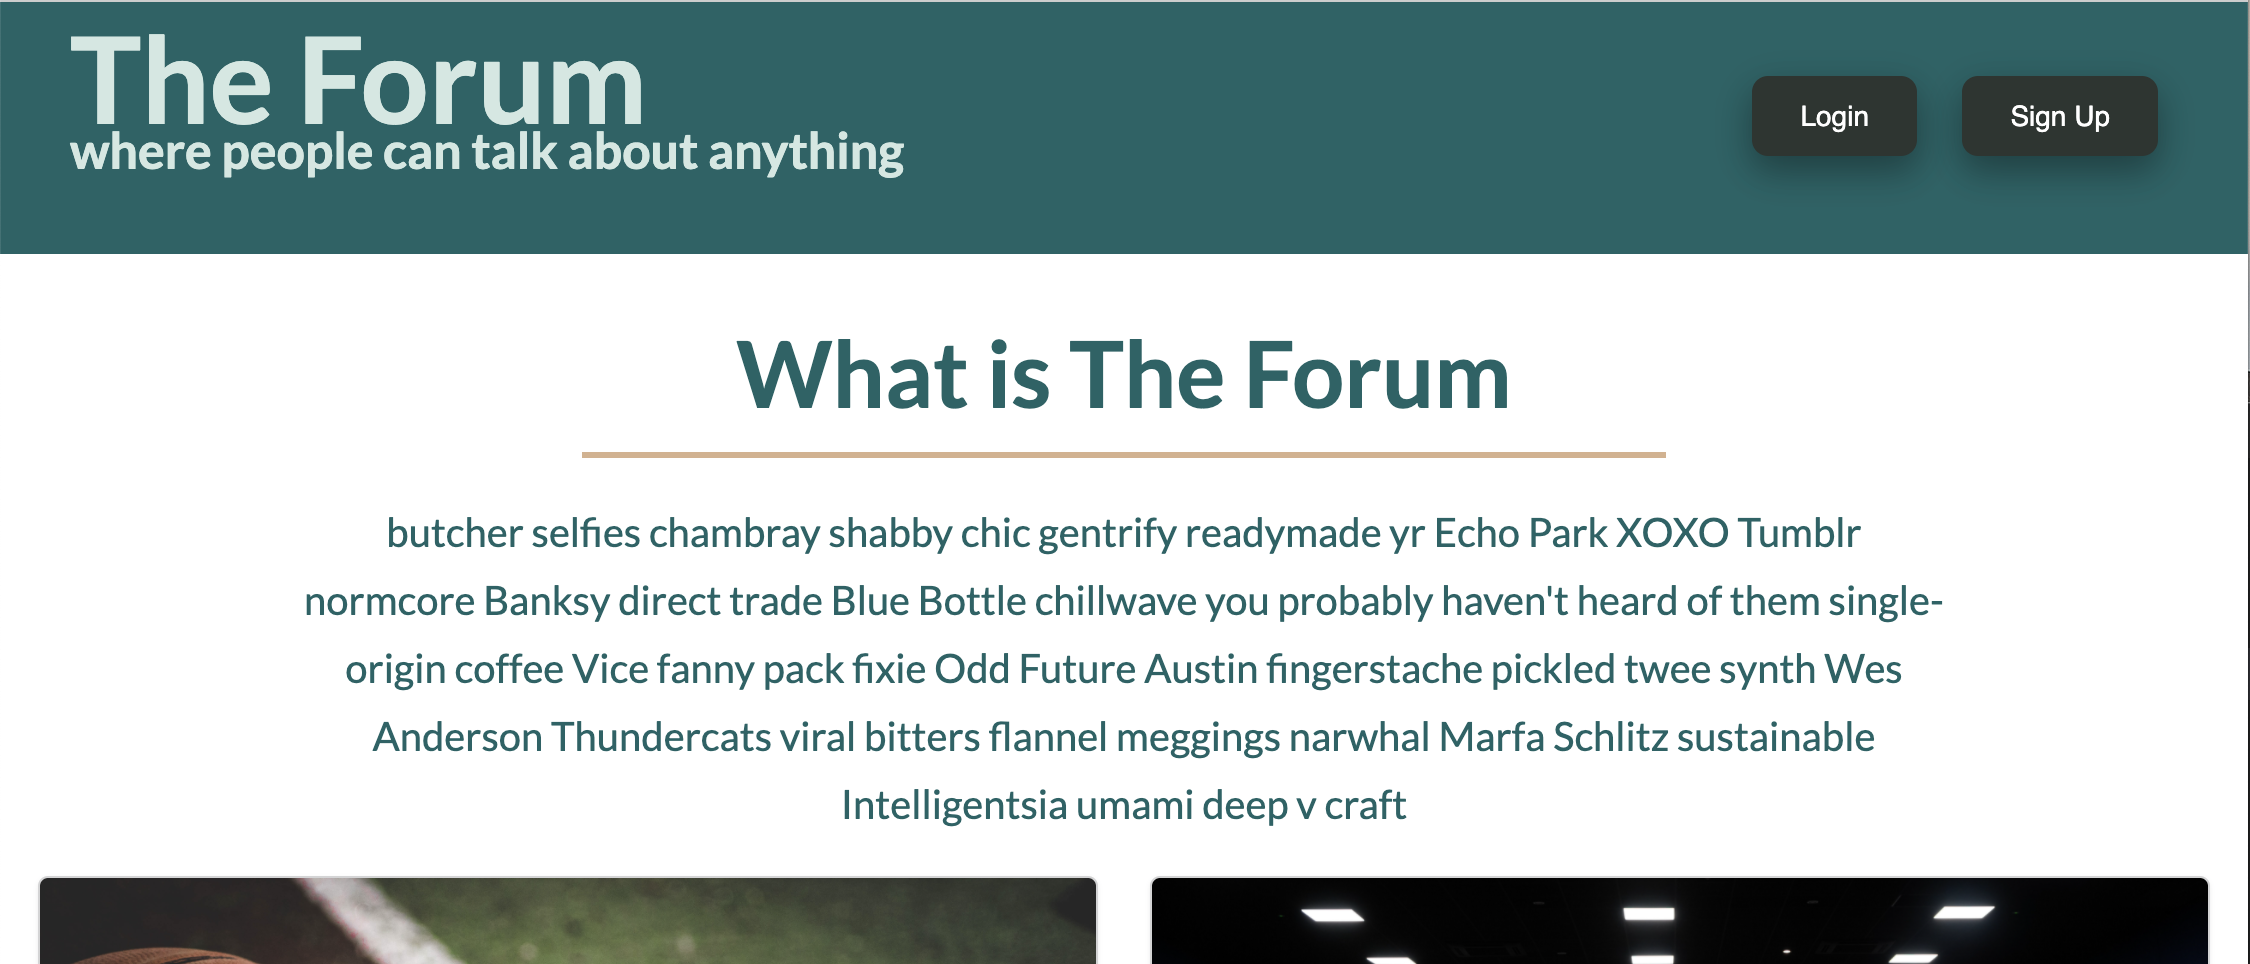 The Forum
where people can talk about anything
Login
Sign Up
What is The Forum
butcher selfies chambray shabby chic gentrify readymade yr Echo Park XOXO Tumblr
normcore Banksy direct trade Blue Bottle chillwave you probably haven't heard of them single-
origin coffee Vice fanny pack fixie Odd Future Austin fingerstache pickled twee synth Wes
Anderson Thundercats viral bitters flannel meggings narwhal Marfa Schlitz sustainable
Intelligentsia umami deep v craft